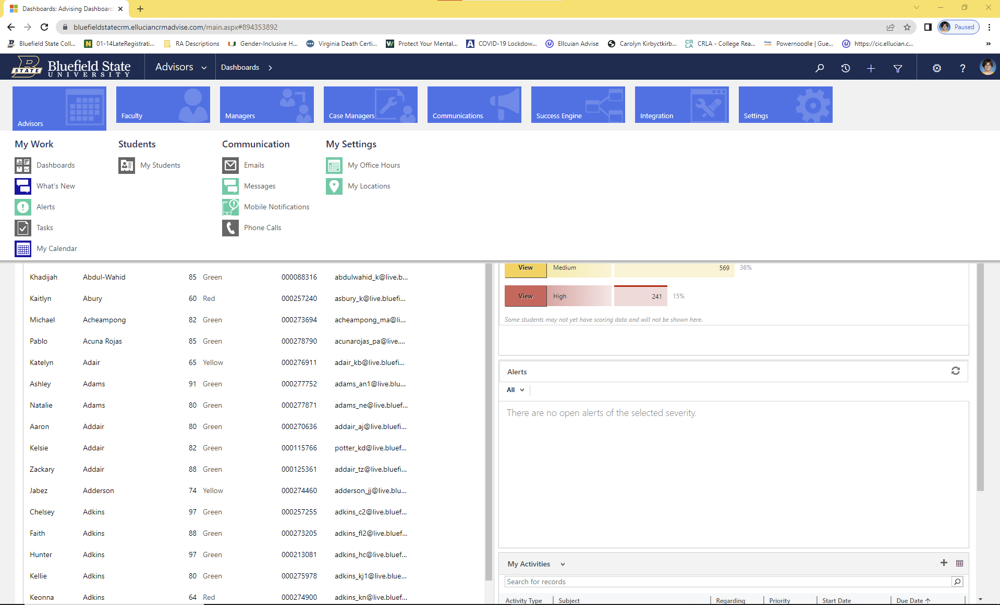 Dashboards: Advising Dashboard
bluefieldstatecrm.elluciancrmadvise.com/main.aspx#894353892
Paused
Bluefield State Coll... 01-14LateRegistrati... RA Descriptions Gender-Inclusive H... Virginia Death Certi... Protect Your Mental... COVID-19 Lockdow... Ellcuian Advise Carolyn Kirbyctkirb... CRLA - College Rea... Powernoodle | Gue... https://cic.ellucian.c... »
STATE Bluefield State UNIVERSITY Advisors Dashboards
Advisors Faculty Managers Case Managers Communications Success Engine Integration Settings
My Work Students Communication My Settings
Dashboards My Students Emails My Office Hours
What's New Messages My Locations
Alerts Mobile Notifications
Tasks Phone Calls
My Calendar
Khadijah Abdul-Wahid 85 Green 000088316 abdulwahid_k@live.b...
Kaitlyn Abury 60 Red 000257240 asbury_k@live.bluefi...
Michael Acheampong 82 Green 000273694 acheampong_ma@li...
Pablo Acuna Rojas 85 Green 000278790 acunarojas_pa@live....
Katelyn Adair 65 Yellow 000276911 adair_kb@live.bluefi...
Ashley Adams 91 Green 000277752 adams_an1@live.blu...
Natalie Adams 80 Green 000277871 adams_ne@live.bluef...
Aaron Addair 80 Green 000270636 addair_aj@live.bluefi...
Kelsie Addair 82 Green 000115766 potter_kd@live.bluef...
Zackary Addair 88 Green 000125361 addair_tz@live.bluefi...
Jabez Adderson 74 Yellow 000274460 adderson_jj@live.blu...
Chelsey Adkins 97 Green 000257255 adkins_c2@live.bluef...
Faith Adkins 88 Green 000273205 adkins_fl2@live.bluef...
Hunter Adkins 97 Green 000213081 adkins_hc@live.bluef...
Kellie Adkins 80 Green 000275978 adkins_kj1@live.blue...
Keonna Adkins 64 Red 000274900 adkins_kn@live.bluef...
View Medium 569 36%
View High 241 15%
Some students may not yet have scoring data and will not be shown here.
Alerts
All
There are no open alerts of the selected severity.
My Activities
Search for records
Activity Type Subject Regarding Priority Start Date Due Date ↑